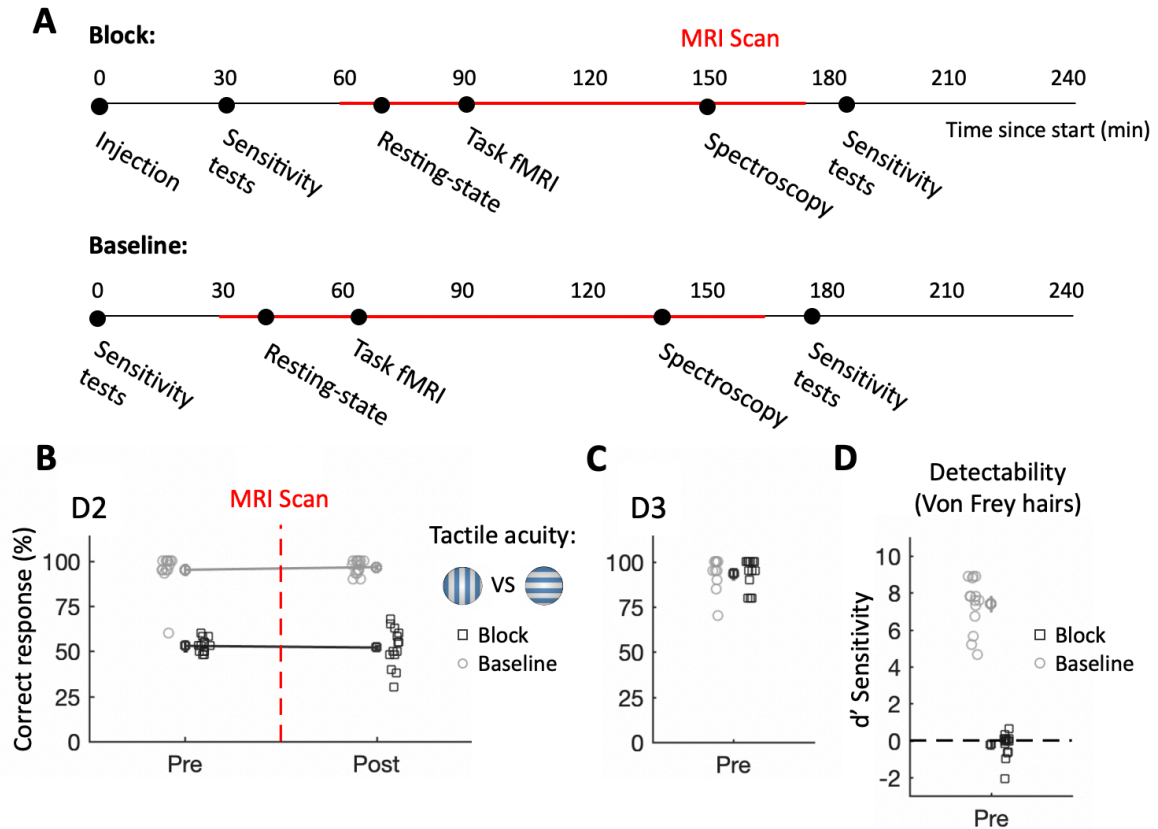 A
Block:
MRI Scan
0 30 60 90 120 150 180 210 240
Time since start (min)
Injection
Sensitivity
tests
Resting-state
Task fMRI
Spectroscopy
Sensitivity
tests
Baseline:
0 30 60 90 120 150 180 210 240
Sensitivity
tests
Resting-state
Task fMRI
Spectroscopy
Sensitivity
tests
B
D2
MRI Scan
Correct response (%)
100
75
50
25
0
Pre Post
Tactile acuity:
VS
Block
Baseline
C
D3
100
75
50
25
0
Pre
D
Detectability
(Von Frey hairs)
d' Sensitivity
10
8
6
4
2
0
-2
Pre
Block
Baseline